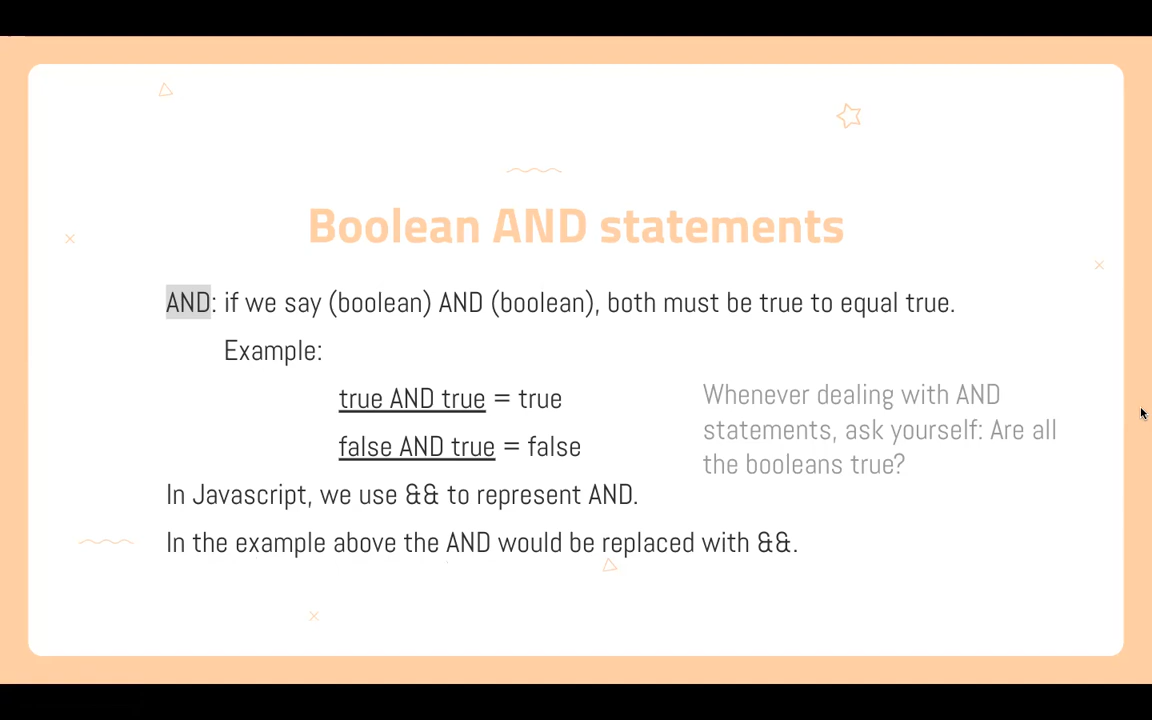 Boolean AND statements
AND: if we say (boolean) AND (boolean), both must be true to equal true.
Example:
true AND true = true
false AND true = false
Whenever dealing with AND
statements, ask yourself: Are all
the booleans true?
In Javascript, we use && to represent AND.
In the example above the AND would be replaced with &&.